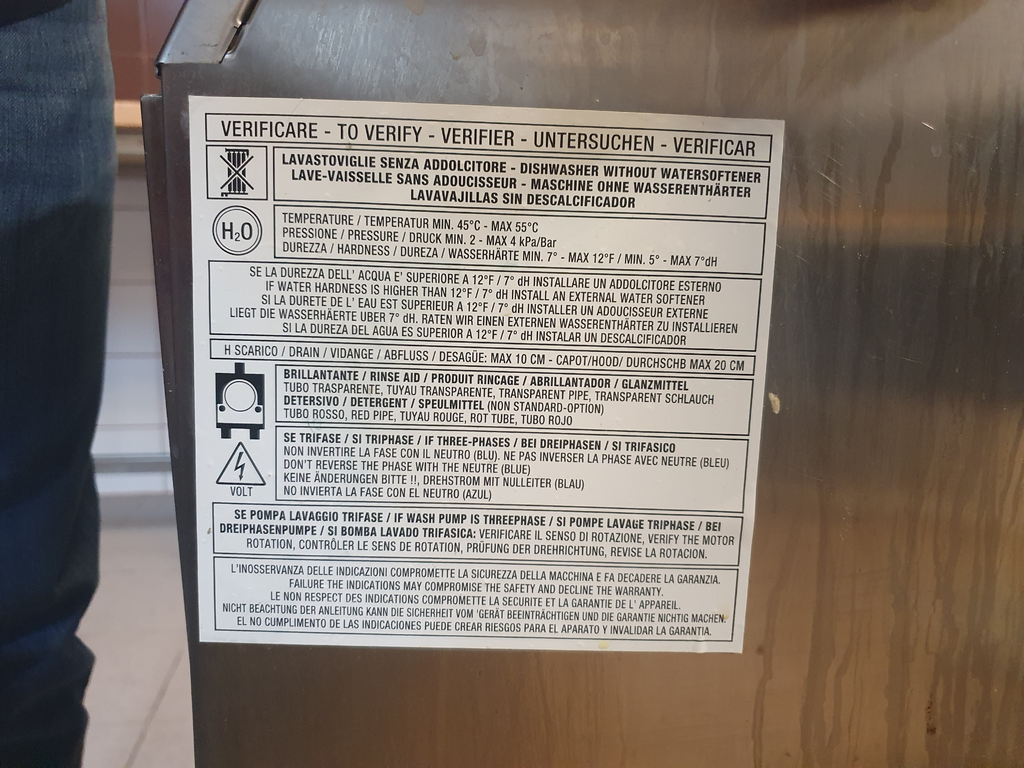 VERIFICARE - TO VERIFY - VERIFIER - UNTERSUCHEN - VERIFICAR
LAVASTOVIGLIE SENZA ADDOLCITORE - DISHWASHER WITHOUT WATERSOFTENER
LAVE-VAISSELLE SANS ADOUCISSEUR - MASCHINE OHNE WASSERENTHÄRTER
LAVAVAJILLAS SIN DESCALCIFICADOR
H₂O
TEMPERATURE / TEMPERATUR MIN. 45°C - MAX 55°C
PRESSIONE / PRESSURE / DRUCK MIN. 2 - MAX 4 kPa/Bar
DUREZZA / HARDNESS / DUREZA / WASSERHÄRTE MIN. 7° - MAX 12°F / MIN. 5° - MAX 7°dH
SE LA DUREZZA DELL' ACQUA E' SUPERIORE A 12°F / 7° dH INSTALLARE UN ADDOLCITORE ESTERNO
IF WATER HARDNESS IS HIGHER THAN 12°F / 7° dH INSTALL AN EXTERNAL WATER SOFTENER
SI LA DURETE DE L' EAU EST SUPERIEUR A 12°F / 7° dH INSTALLER UN ADOUCISSEUR EXTERNE
LIEGT DIE WASSERHÄERTE UBER 7° dH. RATEN WIR EINEN EXTERNEN WASSERENTHÄRTER ZU INSTALLIEREN
SI LA DUREZA DEL AGUA ES SUPERIOR A 12°F / 7° dH INSTALAR UN DESCALCIFICADOR
H SCARICO / DRAIN / VIDANGE / ABFLUSS / DESAGÜE: MAX 10 CM - CAPOT/HOOD/ DURCHSCHB MAX 20 CM
BRILLANTANTE / RINSE AID / PRODUIT RINCAGE / ABRILLANTADOR / GLANZMITTEL
TUBO TRASPARENTE, TUYAU TRANSPARENTE, TRANSPARENT PIPE, TRANSPARENT SCHLAUCH
DETERSIVO / DETERGENT / SPEULMITTEL (NON STANDARD-OPTION)
TUBO ROSSO, RED PIPE, TUYAU ROUGE, ROT TUBE, TUBO ROJO
VOLT
SE TRIFASE / SI TRIPHASE / IF THREE-PHASES / BEI DREIPHASEN / SI TRIFASICO
NON INVERTIRE LA FASE CON IL NEUTRO (BLU). NE PAS INVERSER LA PHASE AVEC NEUTRE (BLEU)
DON'T REVERSE THE PHASE WITH THE NEUTRE (BLUE)
KEINE ÄNDERUNGEN BITTE !!, DREHSTROM MIT NULLEITER (BLAU)
NO INVIERTA LA FASE CON EL NEUTRO (AZUL)
SE POMPA LAVAGGIO TRIFASE / IF WASH PUMP IS THREEPHASE / SI POMPE LAVAGE TRIPHASE / BEI
DREIPHASENPUMPE / SI BOMBA LAVADO TRIFASICA: VERIFICARE IL SENSO DI ROTAZIONE, VERIFY THE MOTOR
ROTATION, CONTRÔLER LE SENS DE ROTATION, PRÜFUNG DER DREHRICHTUNG, REVISE LA ROTACION.
L'INOSSERVANZA DELLE INDICAZIONI COMPROMETTE LA SICUREZZA DELLA MACCHINA E FA DECADERE LA GARANZIA.
FAILURE THE INDICATIONS MAY COMPROMISE THE SAFETY AND DECLINE THE WARRANTY.
LE NON RESPECT DES INDICATIONS COMPROMETTE LA SECURITE ET LA GARANTIE DE L' APPAREIL.
NICHT BEACHTUNG DER ANLEITUNG KANN DIE SICHERHEIT VOM 'GERÄT BEEINTRÄCHTIGEN UND DIE GARANTIE NICHTIG MACHEN.
EL NO CUMPLIMENTO DE LAS INDICACIONES PUEDE CREAR RIESGOS PARA EL APARATO Y INVALIDAR LA GARANTIA.